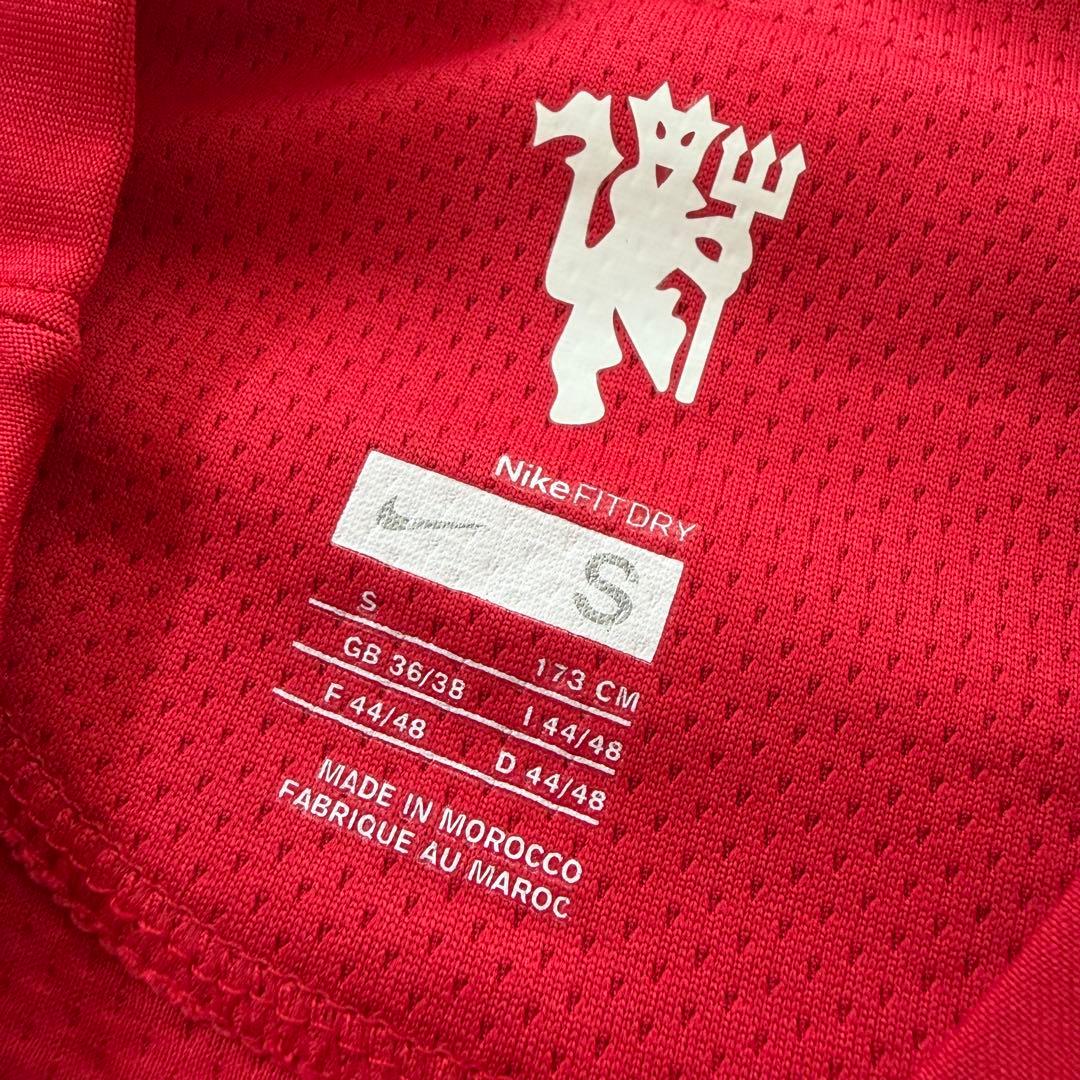 NikeFITDRY
S
S 173 CM
GB 36/38 I 44/48
F 44/48 D 44/48
MADE IN MOROCCO
FABRIQUE AU MAROC